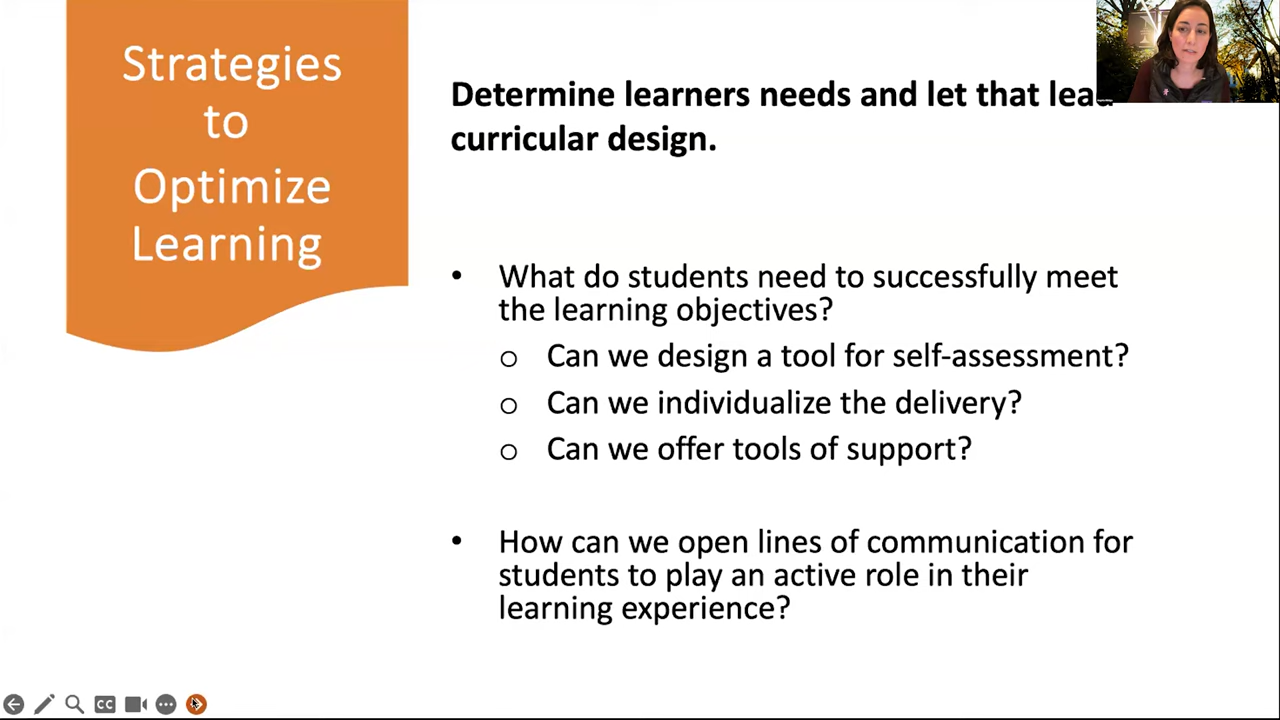 Strategies
to
Optimize
Learning
Determine learners needs and let that lead
curricular design.
• What do students need to successfully meet
the learning objectives?
o Can we design a tool for self-assessment?
o Can we individualize the delivery?
o Can we offer tools of support?
• How can we open lines of communication for
students to play an active role in their
learning experience?
CC